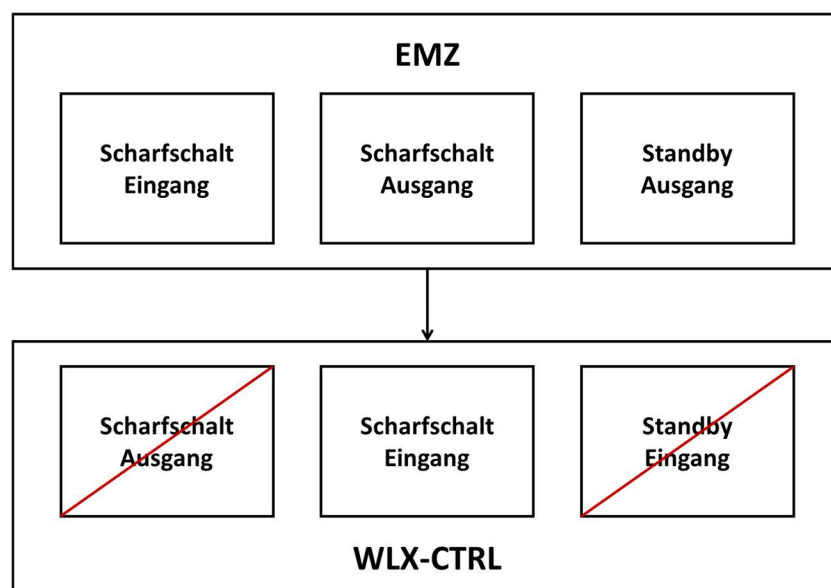 EMZ
Scharfschalt
Eingang
Scharfschalt
Ausgang
Standby
Ausgang
Scharfschalt
Ausgang
Scharfschalt
Eingang
Standby
Eingang
WLX-CTRL